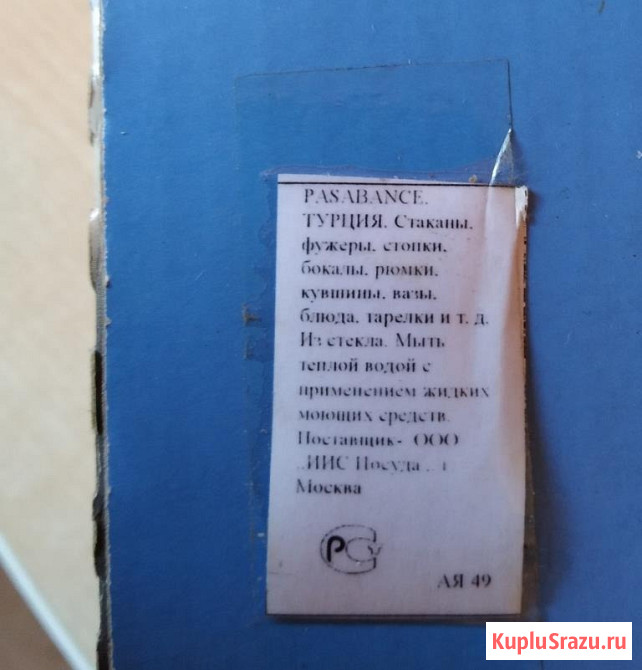 PASABANCE.
ТУРЦИЯ. Стаканы,
фужеры, стопки,
бокалы, рюмки,
кувшины, вазы,
блюда, тарелки и т. д.
Из стекла. Мыть
теплой водой с
применением жидких
моющих средств.
Поставщик- ООО
Посуда
Москва
АЯ 49
KupluSrazu.ru